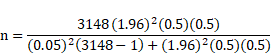 n = \frac{3148 (1.96)^2 (0.5)(0.5)}{(0.05)^2 (3148 − 1) + (1.96)^2 (0.5)(0.5)}